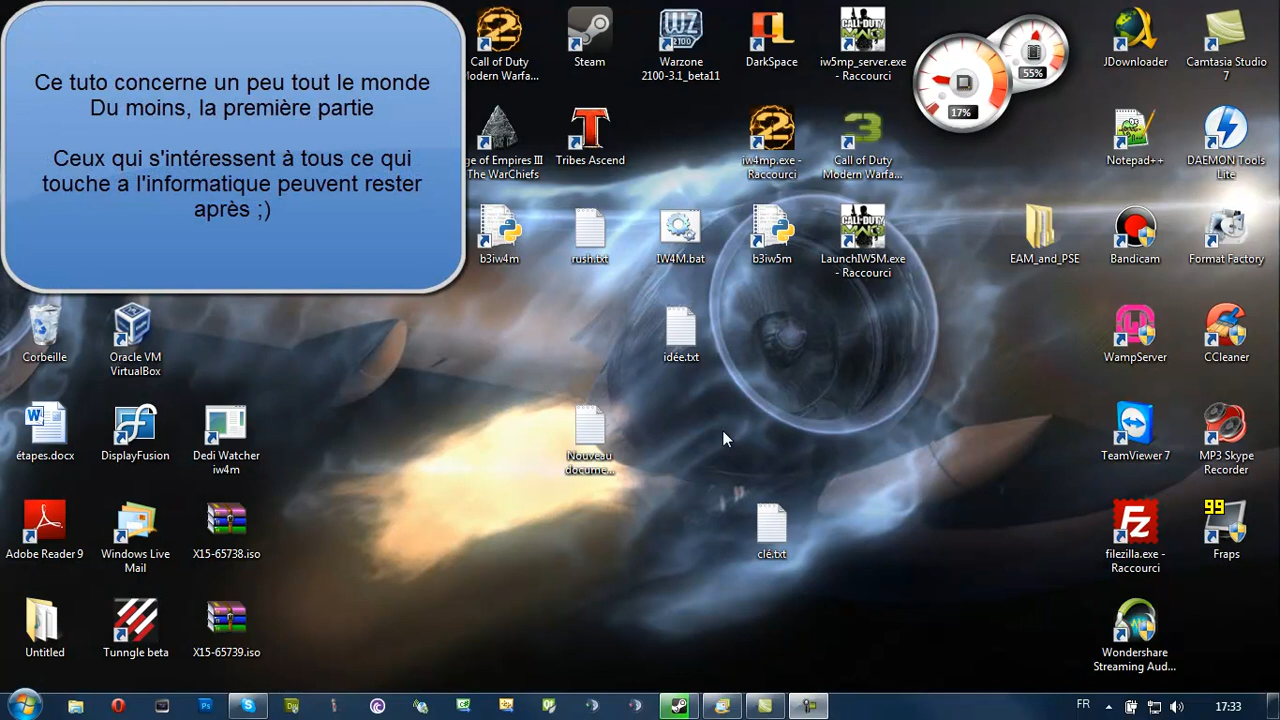 Ce tuto concerne un peu tout le monde
Du moins, la première partie
Ceux qui s'intéressent à tous ce qui
touche a l'informatique peuvent rester
après ;)
Call of Duty
Modern Warfa...
Steam
Warzone
2100-3.1_beta11
DarkSpace
iw5mp_server.exe
- Raccourci
17%
55%
JDownloader
Camtasia Studio
7
ge of Empires III
The WarChiefs
Tribes Ascend
iw4mp.exe -
Raccourci
Call of Duty
Modern Warfa...
Notepad++
DAEMON Tools
Lite
b3iw4m
rush.txt
IW4M.bat
b3iw5m
LaunchIW5M.exe
- Raccourci
EAM_and_PSE
Bandicam
Format Factory
Corbeille
Oracle VM
VirtualBox
idée.txt
WampServer
CCleaner
étapes.docx
DisplayFusion
Dedi Watcher
iw4m
Nouveau
docume...
TeamViewer 7
MP3 Skype
Recorder
Adobe Reader 9
Windows Live
Mail
X15-65738.iso
clé.txt
filezilla.exe -
Raccourci
99
Fraps
Untitled
Tunngle beta
X15-65739.iso
Wondershare
Streaming Aud...
FR
17:33